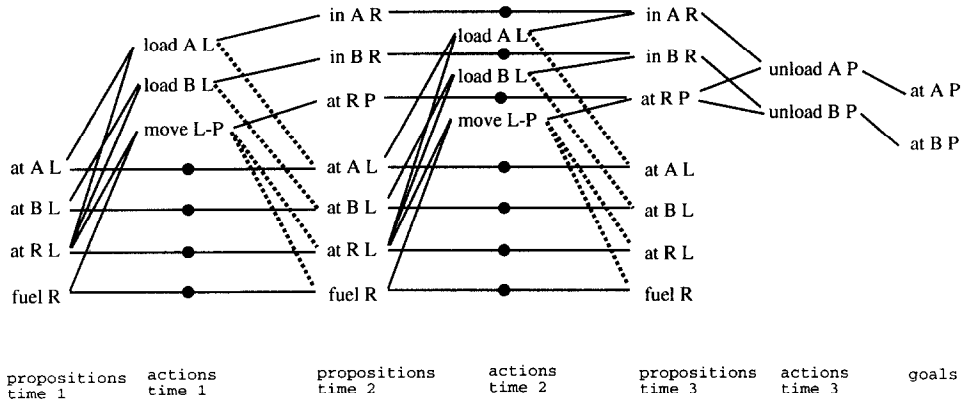 in A R
in A R
load A L
load A L
in B R
in B R
unload A P
load B L
load B L
at A P
at R P
at R P
unload B P
move L-P
move L-P
at B P
at A L
at A L
at A L
at B L
at B L
at B L
at R L
at R L
at R L
fuel R
fuel R
fuel R
propositions
time 1
actions
time 1
propositions
time 2
actions
time 2
propositions
time 3
actions
time 3
goals